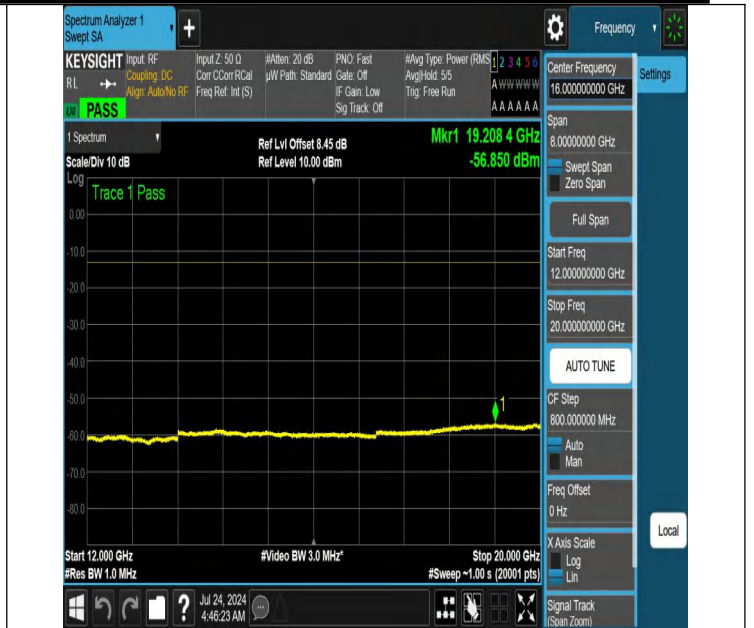 Spectrum Analyzer 1
Swept SA
+
Frequency
KEYSIGHT
RL
PASS
Input: RF
Coupling: DC
Align: Auto/No RF
Input Z: 50 Ω
Corr CCorr RCal
Freq Ref: Int (S)
#Atten: 20 dB
µW Path: Standard
PNO: Fast
Gate: Off
IF Gain: Low
Sig Track: Off
#Avg Type: Power (RMS
Avg|Hold: 5/5
Trig: Free Run
1 2 3 4 5 6
A W W W W W
A A A A A A
Center Frequency
16.000000000 GHz
Settings
1 Spectrum
Scale/Div 10 dB
Ref Lvl Offset 8.45 dB
Ref Level 10.00 dBm
Mkr1 19.208 4 GHz
-56.850 dBm
Span
8.00000000 GHz
Swept Span
Zero Span
Full Span
Start Freq
12.000000000 GHz
Stop Freq
20.000000000 GHz
AUTO TUNE
CF Step
800.000000 MHz
Auto
Man
Freq Offset
0 Hz
X Axis Scale
Log
Lin
Signal Track
(Span Zoom)
Local
Log
Trace 1 Pass
0.00
-10.0
-20.0
-30.0
-40.0
-50.0
1
-60.0
-70.0
-80.0
Start 12.000 GHz
#Res BW 1.0 MHz
#Video BW 3.0 MHz*
Stop 20.000 GHz
#Sweep ~1.00 s (20001 pts)
?
Jul 24, 2024
4:46:23 AM